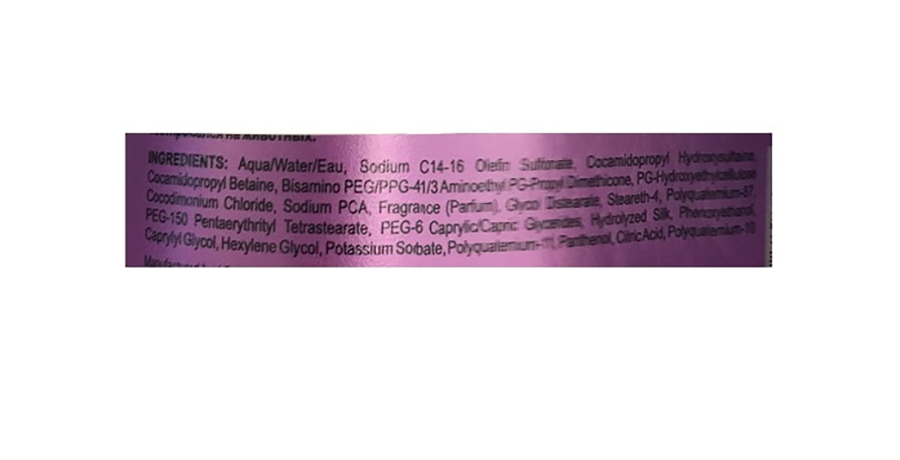 на животных.
INGREDIENTS: Aqua/Water/Eau, Sodium C14-16 Olefin Sulfonate, Cocamidopropyl Hydroxysultaine,
Cocamidopropyl Betaine, Bisamino PEG/PPG-41/3 Aminoethyl PG-Propyl Dimethicone, PG-Hydroxyethylcellulose
Cocodimonium Chloride, Sodium PCA, Fragrance (Parfum), Glycol Distearate, Steareth-4, Polyquaternium-87,
PEG-150 Pentaerythrityl Tetrastearate, PEG-6 Caprylic/Capric Glycerides, Hydrolyzed Silk, Phenoxyethanol,
Caprylyl Glycol, Hexylene Glycol, Potassium Sorbate, Polyquaternium-11, Panthenol, Citric Acid, Polyquaternium-10